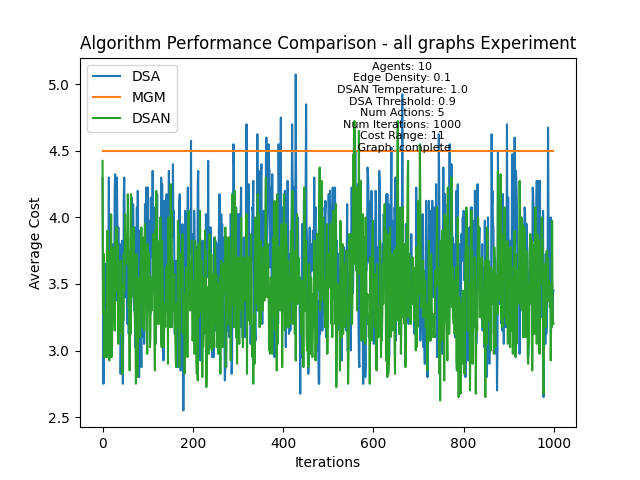 Algorithm Performance Comparison - all graphs Experiment
DSA
MGM
DSAN
Agents: 10
Edge Density: 0.1
DSAN Temperature: 1.0
DSA Threshold: 0.9
Num Actions: 5
Num Iterations: 1000
Cost Range: 11
Graph: complete
Average Cost
5.0
4.5
4.0
3.5
3.0
2.5
0 200 400 600 800 1000
Iterations